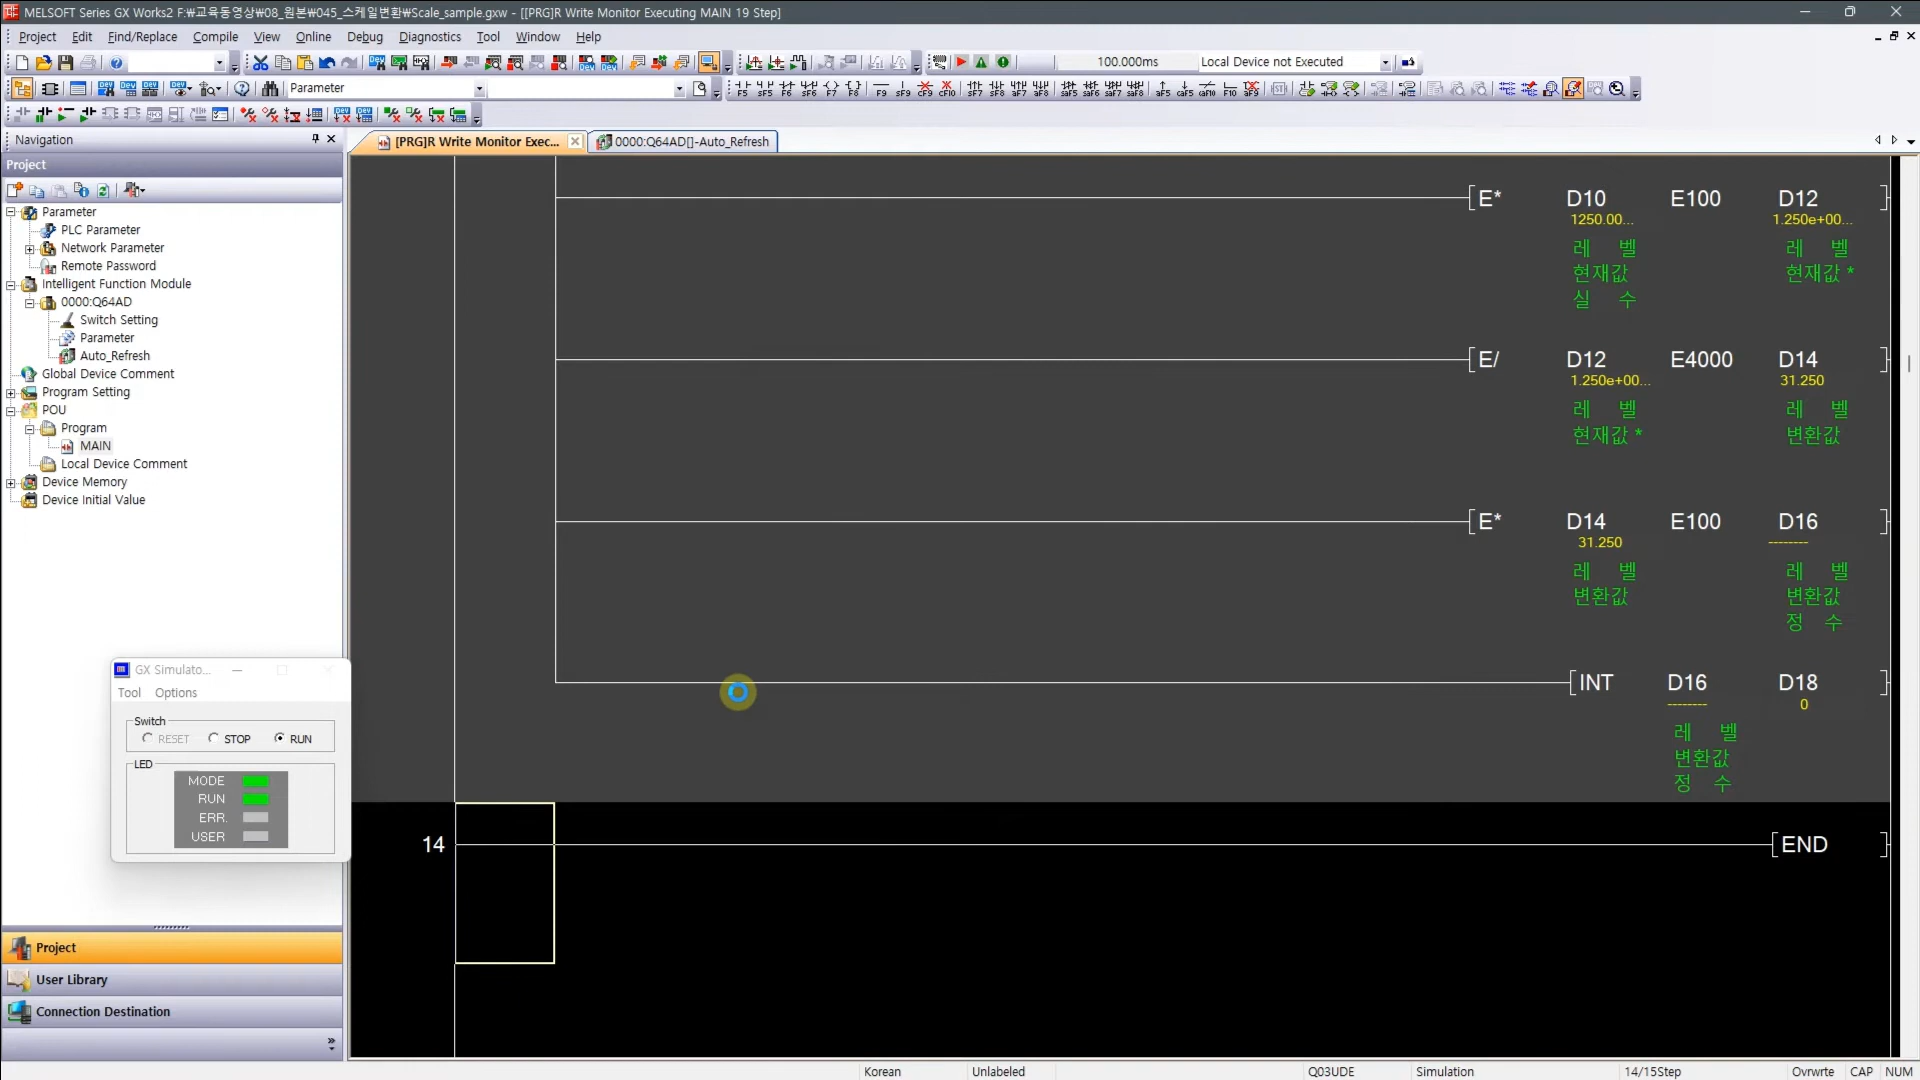 MELSOFT Series GX Works2 F:￦교육동영상￦08_원본￦045_스케일변환￦Scale_sample.gxw - [[PRG]R Write Monitor Executing MAIN 19 Step]
Project Edit Find/Replace Compile View Online Debug Diagnostics Tool Window Help
100.000ms Local Device not Executed
Parameter
Navigation
[PRG]R Write Monitor Exec... 0000:Q64AD[]-Auto_Refresh
Project
Parameter
PLC Parameter
Network Parameter
Remote Password
Intelligent Function Module
0000:Q64AD
Switch Setting
Parameter
Auto_Refresh
Global Device Comment
Program Setting
POU
Program
MAIN
Local Device Comment
Device Memory
Device Initial Value
E* D10 E100 D12
1250.00... 1.250e+00...
레 벨 레 벨
현재값 현재값 *
실 수
E/ D12 E4000 D14
1.250e+00... 31.250
레 벨 레 벨
현재값 * 변환값
E* D14 E100 D16
31.250 --------
레 벨 레 벨
변환값 변환값
정 수
INT D16 D18
-------- 0
레 벨
변환값
정 수
14 END
GX Simulato...
Tool Options
Switch
RESET STOP RUN
LED
MODE
RUN
ERR.
USER
Project
User Library
Connection Destination
Korean Unlabeled Q03UDE Simulation 14/15Step Ovrwrte CAP NUM